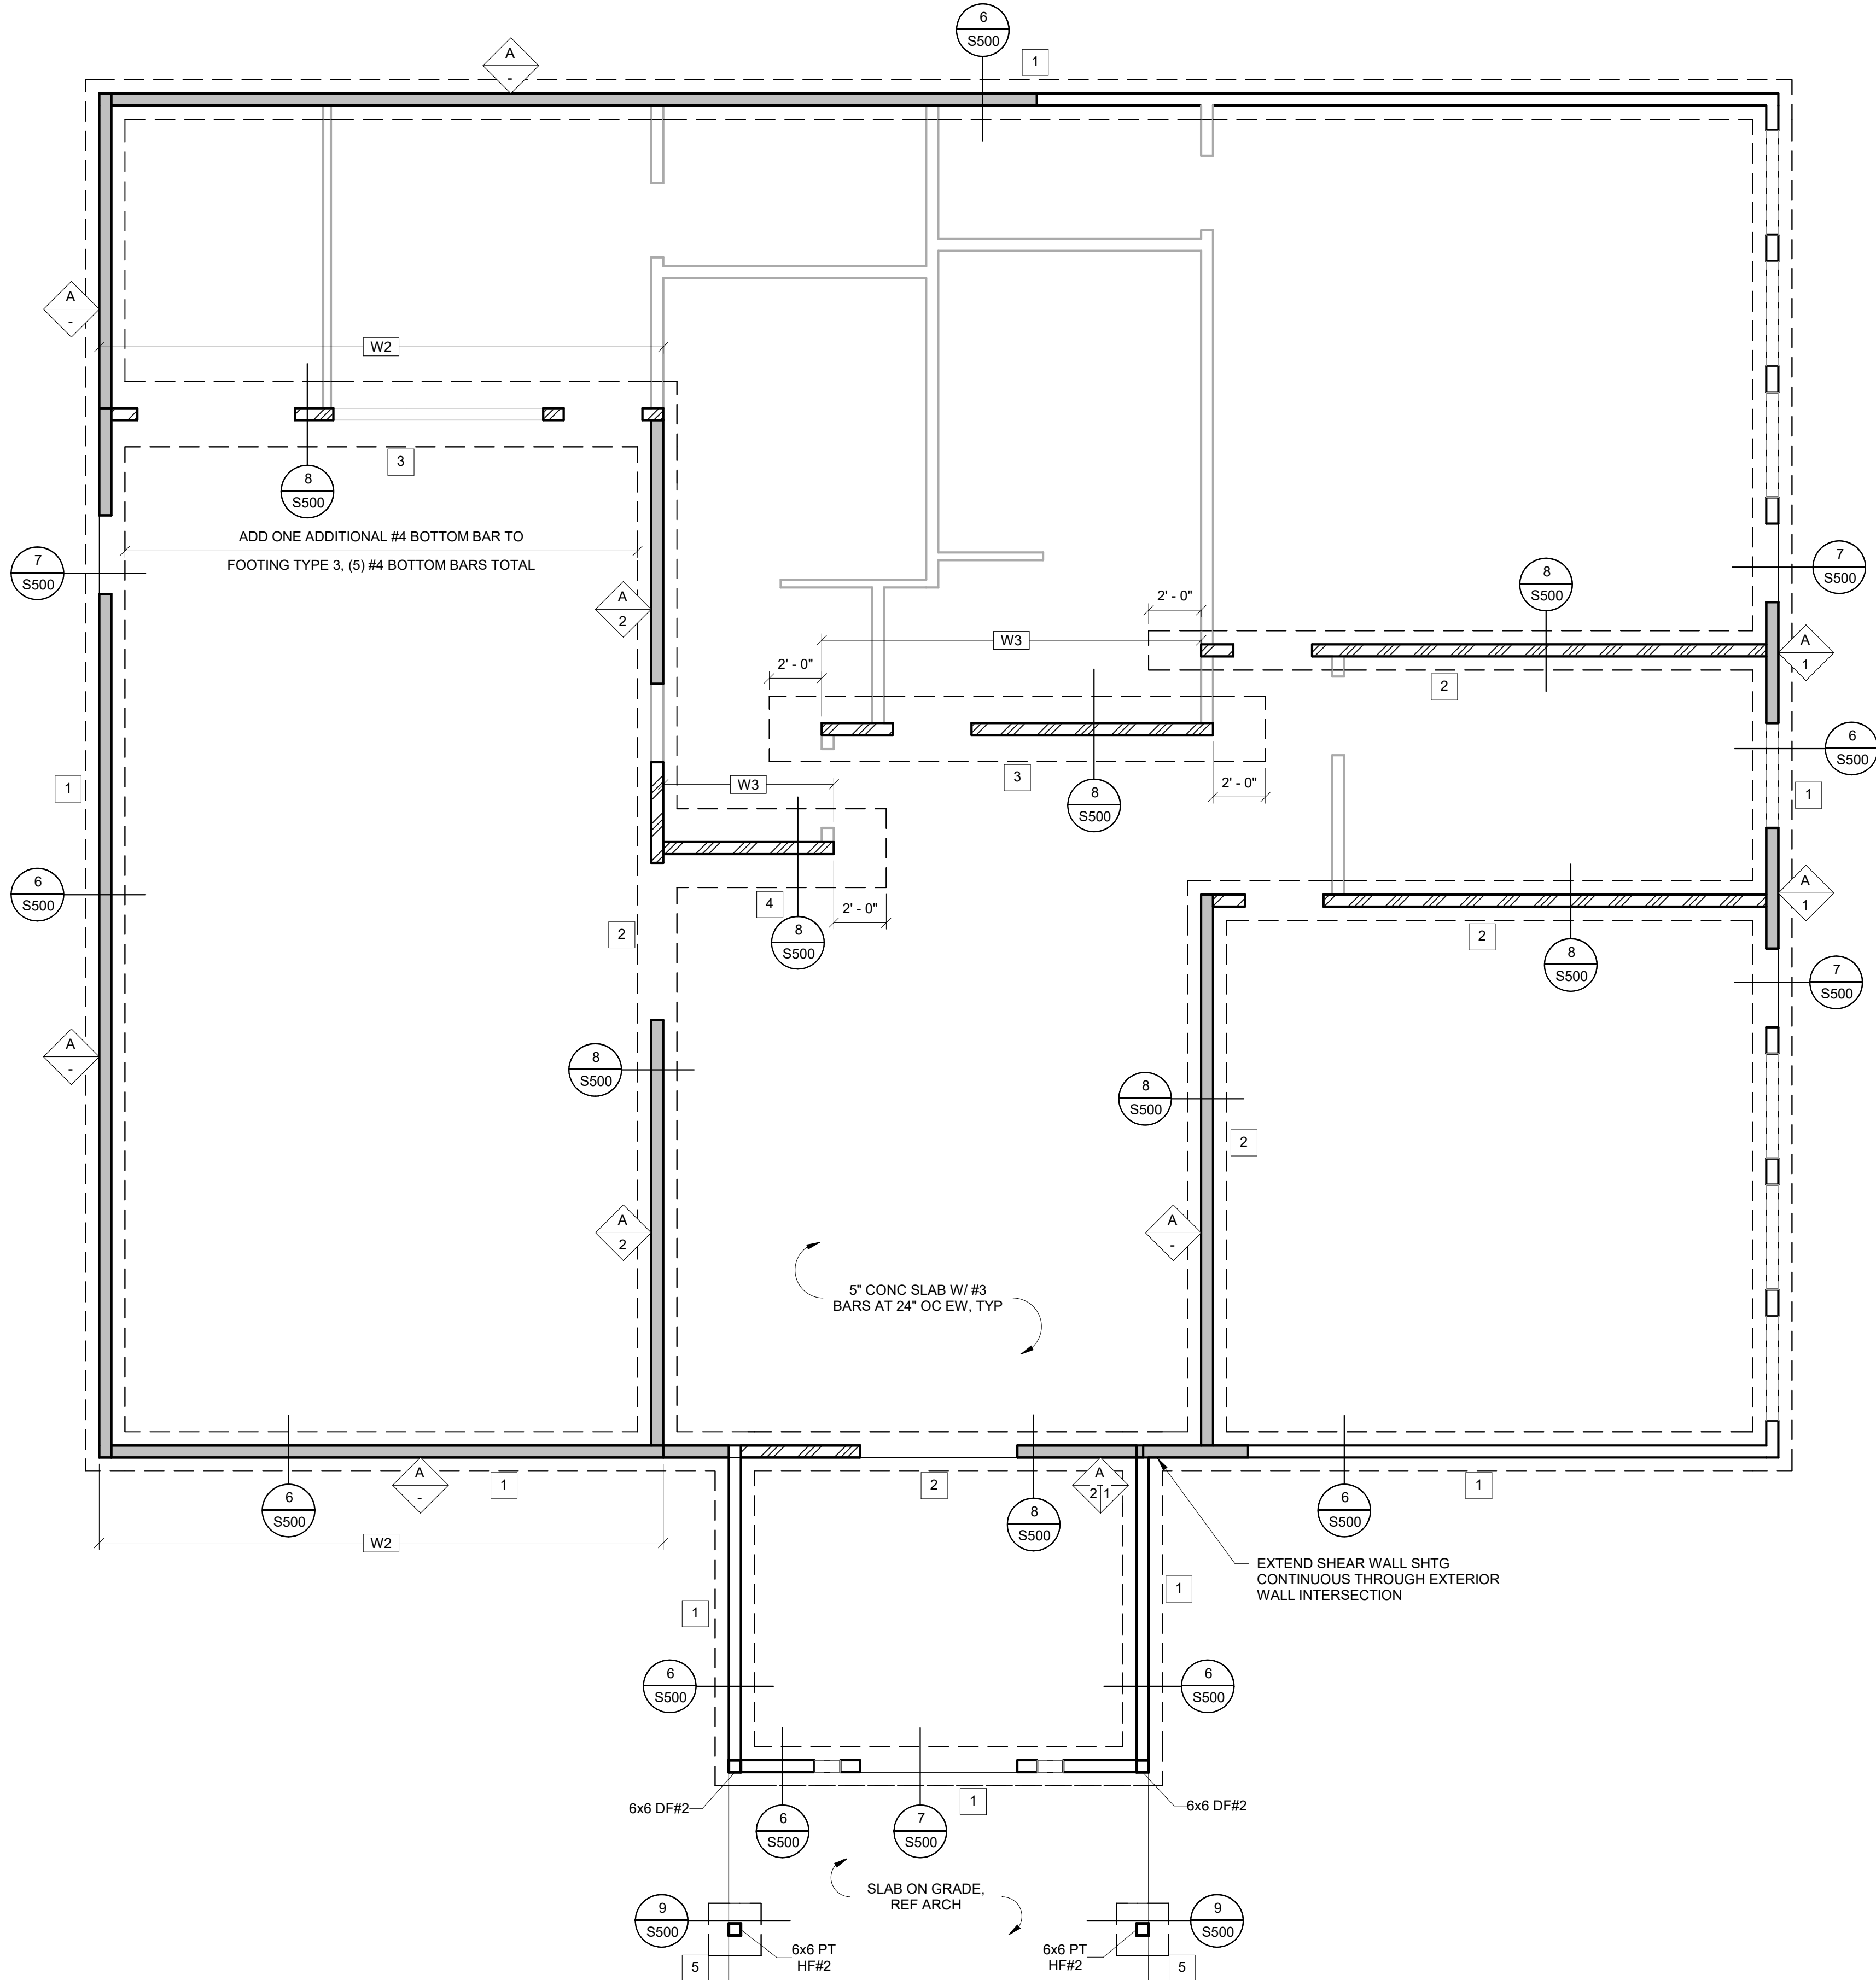 6
S500
1
A
-
A
-
W2
3
8
S500
ADD ONE ADDITIONAL #4 BOTTOM BAR TO
FOOTING TYPE 3, (5) #4 BOTTOM BARS TOTAL
7
S500
7
S500
8
S500
A
2
2' - 0"
W3
A
1
2' - 0"
2
6
S500
1
W3
3
8
S500
2' - 0"
1
6
S500
4
2' - 0"
A
1
2
8
S500
2
8
S500
7
S500
A
-
8
S500
8
S500
2
A
2
A
-
5" CONC SLAB W/ #3
BARS AT 24" OC EW, TYP
A
-
1
6
S500
2
8
S500
A
2 1
6
S500
1
W2
EXTEND SHEAR WALL SHTG
CONTINUOUS THROUGH EXTERIOR
WALL INTERSECTION
1
1
6
S500
6
S500
6x6 DF#2
6
S500
7
S500
1
6x6 DF#2
SLAB ON GRADE,
REF ARCH
9
S500
9
S500
6x6 PT
HF#2
6x6 PT
HF#2
5
5